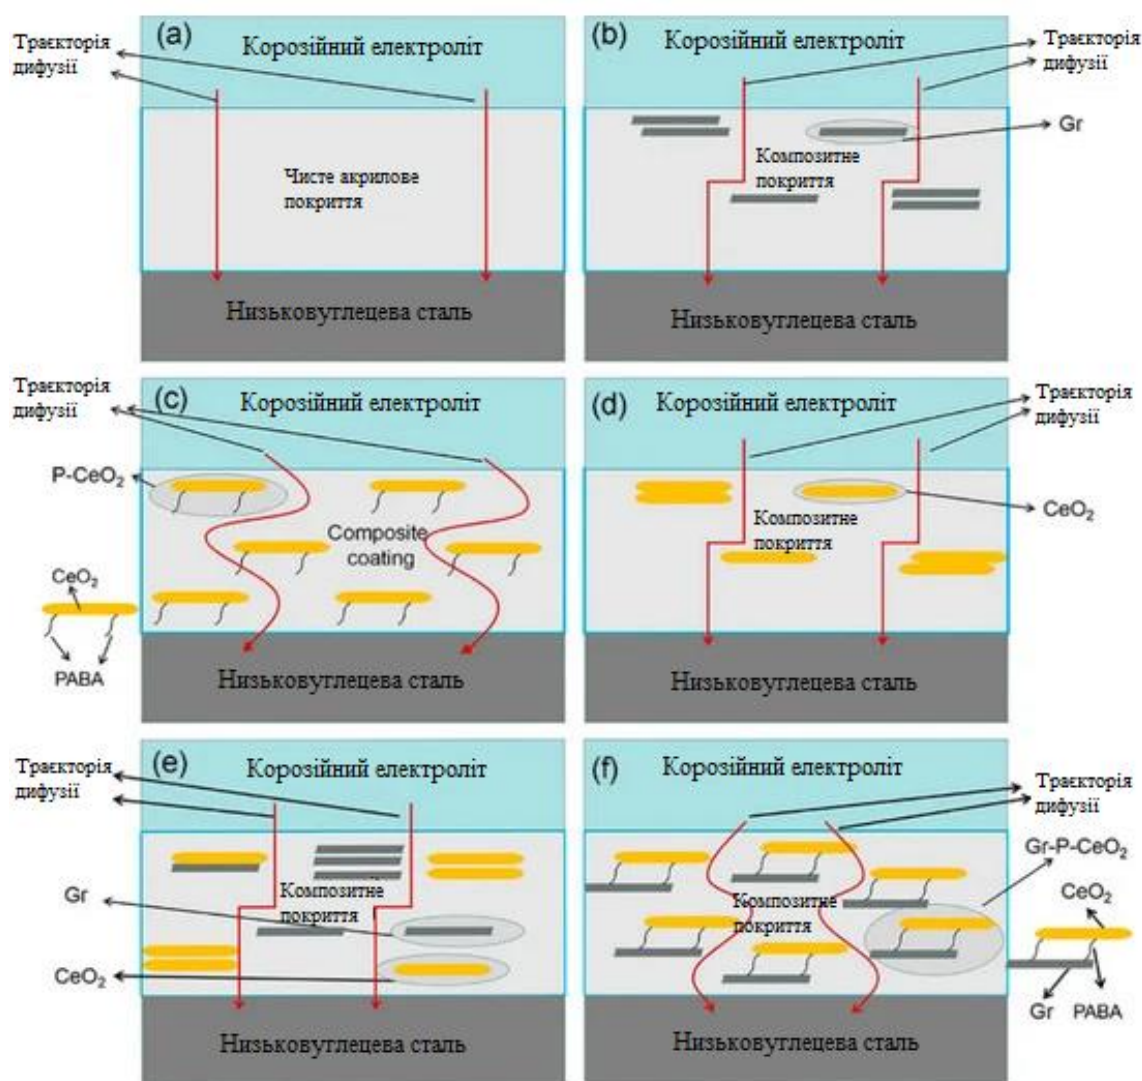 (a)
Корозійний електроліт
Траєкторія
дифузії
Чисте акрилове
покриття
Низьковуглецева сталь
(b)
Корозійний електроліт
Траєкторія
дифузії
Gr
Композитне
покриття
Низьковуглецева сталь
(c)
Корозійний електроліт
Траєкторія
дифузії
P-CeO₂
Composite
coating
CeO₂
PABA
Низьковуглецева сталь
(d)
Корозійний електроліт
Траєкторія
дифузії
CeO₂
Композитне
покриття
Низьковуглецева сталь
(e)
Корозійний електроліт
Траєкторія
дифузії
Gr
Композитне
покриття
CeO₂
Низьковуглецева сталь
(f)
Корозійний електроліт
Траєкторія
дифузії
Gr-P-CeO₂
CeO₂
Композитне
покриття
Gr PABA
Низьковуглецева сталь